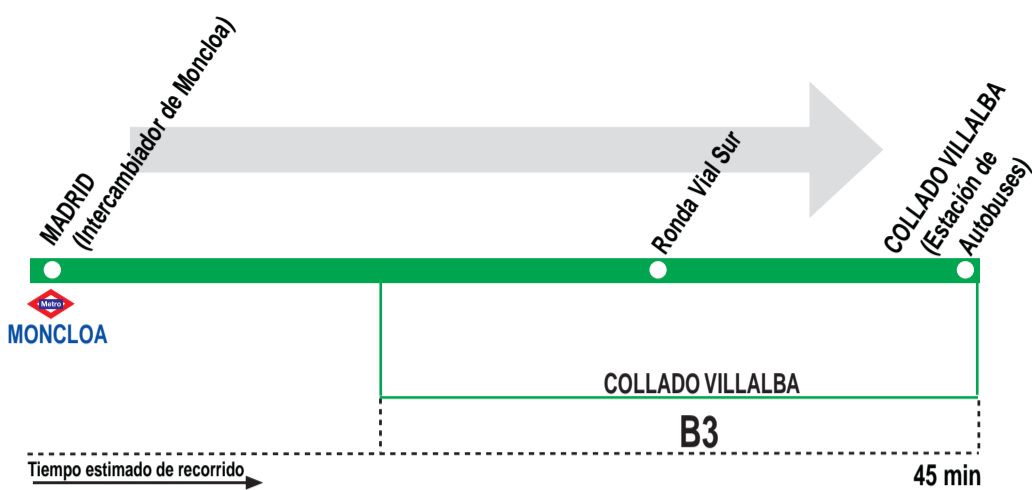 MADRID
(Intercambiador de Moncloa)
Ronda Vial Sur
COLLADO VILLALBA
(Estación de
Autobuses)
Metro
MONCLOA
COLLADO VILLALBA
B3
Tiempo estimado de recorrido
45 min